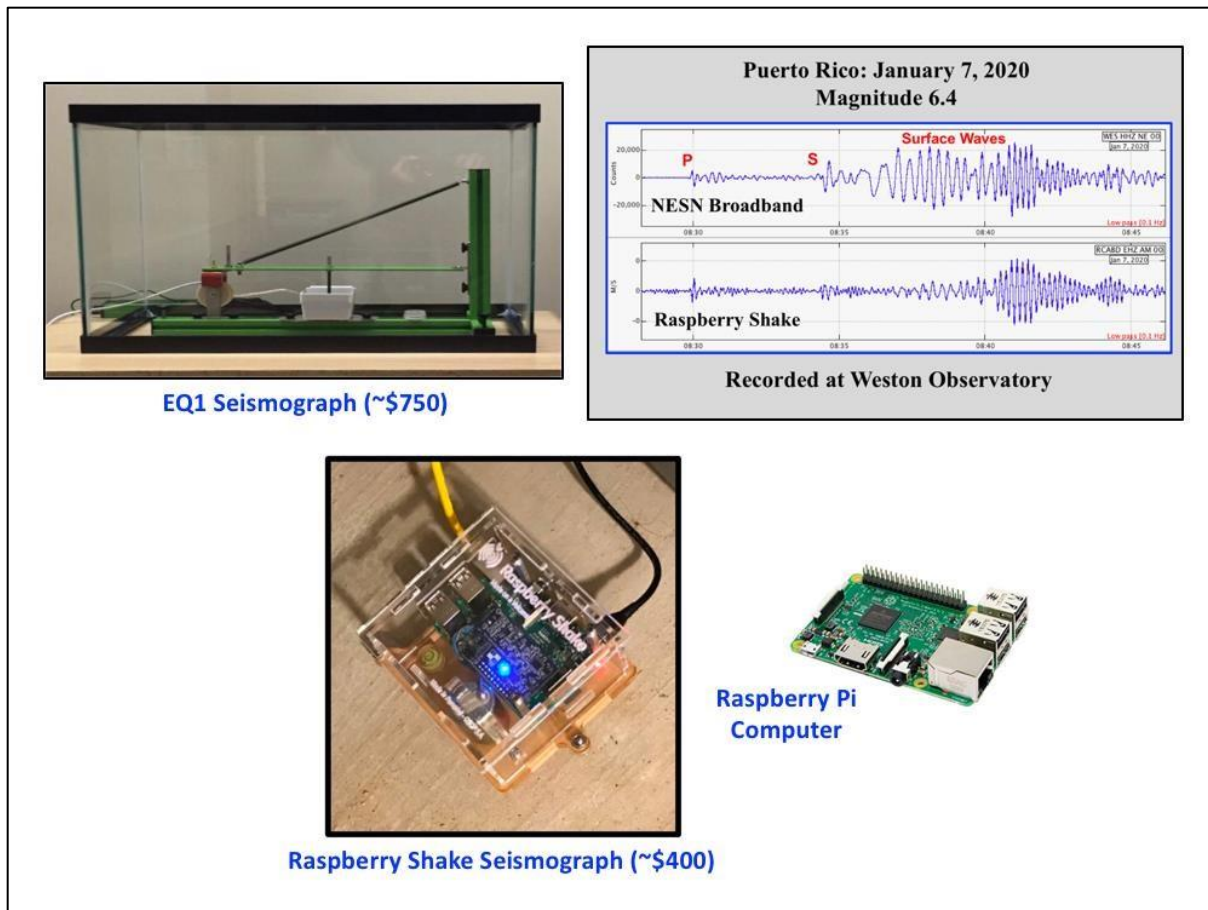 Puerto Rico: January 7, 2020
Magnitude 6.4
WES HHZ NE 00
Jan 7, 2020
Surface Waves
P
S
20,000
0
-20,000
Counts
NESN Broadband
Low pass [0.1 Hz]
08:30
08:35
08:40
08:45
RCABD EHZ AM 00
Jan 7, 2020
0
0
-0
M/S
Raspberry Shake
Low pass [0.1 Hz]
08:30
08:35
08:40
08:45
Recorded at Weston Observatory
EQ1 Seismograph (~$750)
Raspberry Shake
Raspberry Pi
Computer
Raspberry Shake Seismograph (~$400)